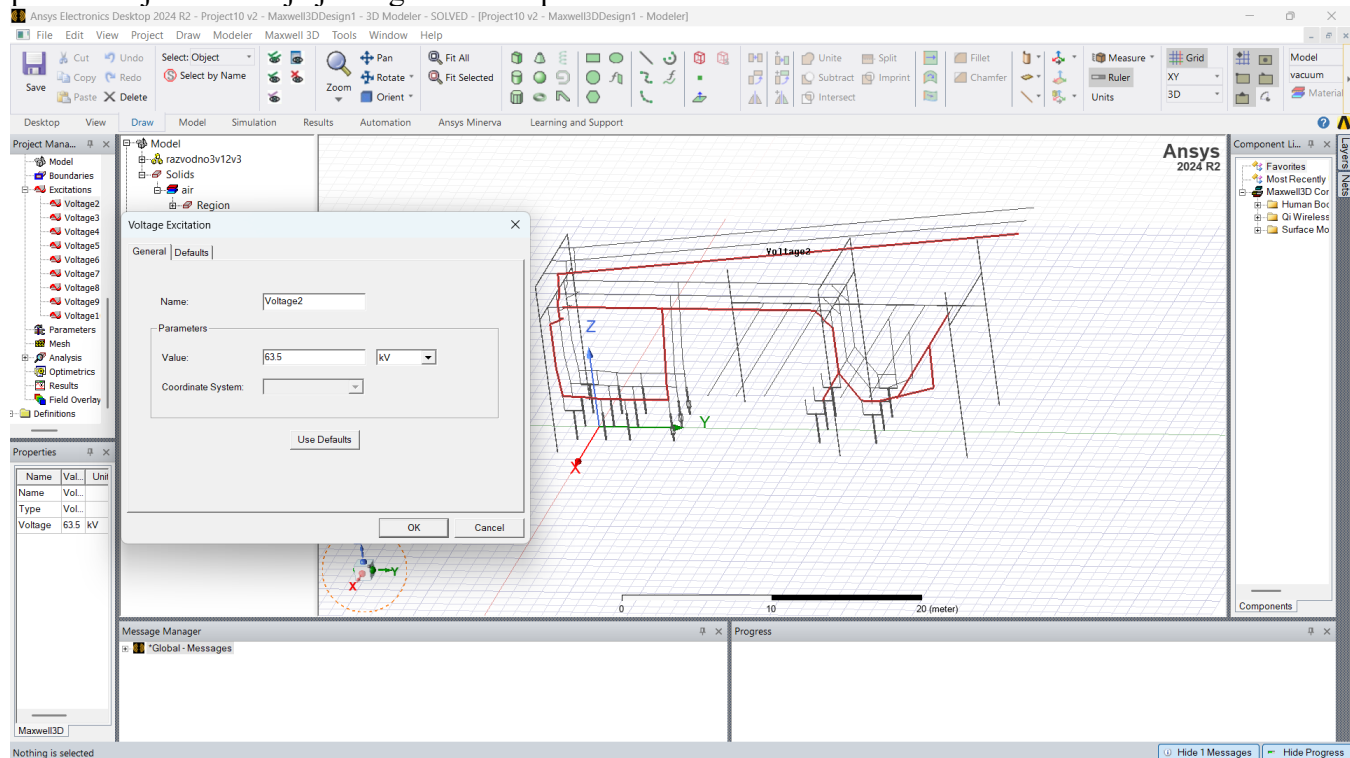 Ansys Electronics Desktop 2024 R2 - Project10 v2 - Maxwell3DDesign1 - 3D Modeler - SOLVED - [Project10 v2 - Maxwell3DDesign1 - Modeler]
File Edit View Project Draw Modeler Maxwell 3D Tools Window Help
Save
Cut Undo
Copy Redo
Paste Delete
Select: Object
Select by Name
Zoom
Pan
Rotate
Orient
Fit All
Fit Selected
Unite Split
Subtract Imprint
Intersect
Fillet
Chamfer
Measure
Ruler
Units
Grid
XY
3D
Model
vacuum
Material
Desktop View Draw Model Simulation Results Automation Ansys Minerva Learning and Support
Project Mana...
Model
Boundaries
Excitations
Voltage2
Voltage3
Voltage4
Voltage5
Voltage6
Voltage7
Voltage8
Voltage9
Voltage1
Parameters
Mesh
Analysis
Optimetrics
Results
Field Overlay
Definitions
Model
razvodno3v12v3
Solids
air
Region
Voltage Excitation
General Defaults
Name: Voltage2
Parameters
Value: 63.5 kV
Coordinate System:
Use Defaults
OK Cancel
Ansys
2024 R2
Voltage2
Z
Y
X
Y
X
0 10 20 (meter)
Component Li...
Favorites
Most Recently
Maxwell3D Cor
Human Boo
Qi Wireless
Surface Mo
Components
Layers
Nets
Properties
Name Val... Unit
Name Vol...
Type Vol...
Voltage 63.5 kV
Maxwell3D
Message Manager
*Global - Messages
Progress
Nothing is selected
Hide 1 Messages Hide Progress